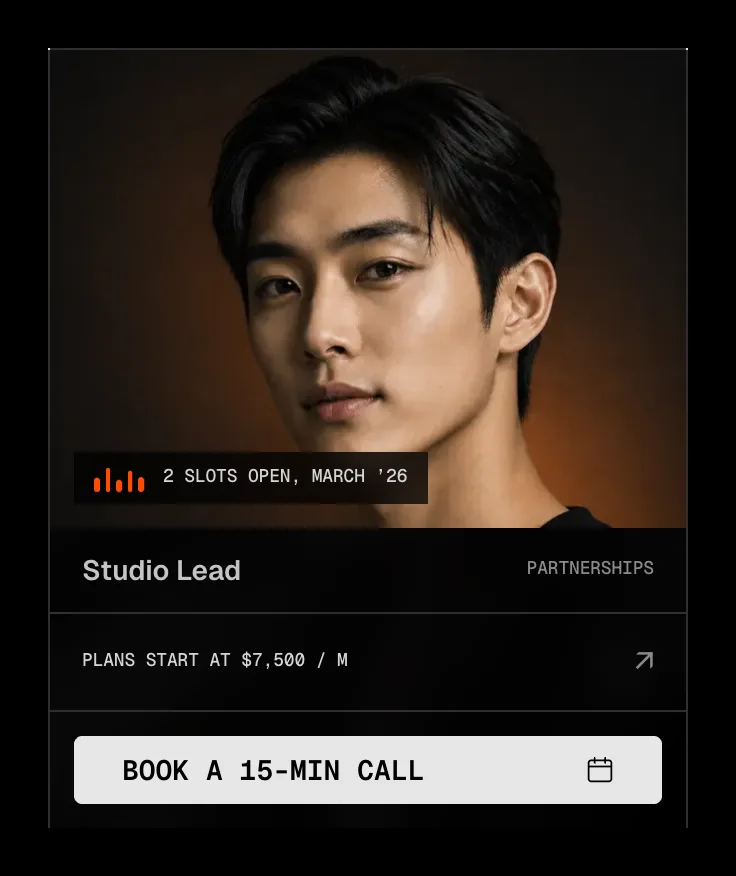 2 SLOTS OPEN, MARCH ’26
Studio Lead
PARTNERSHIPS
PLANS START AT $7,500 / M
BOOK A 15-MIN CALL